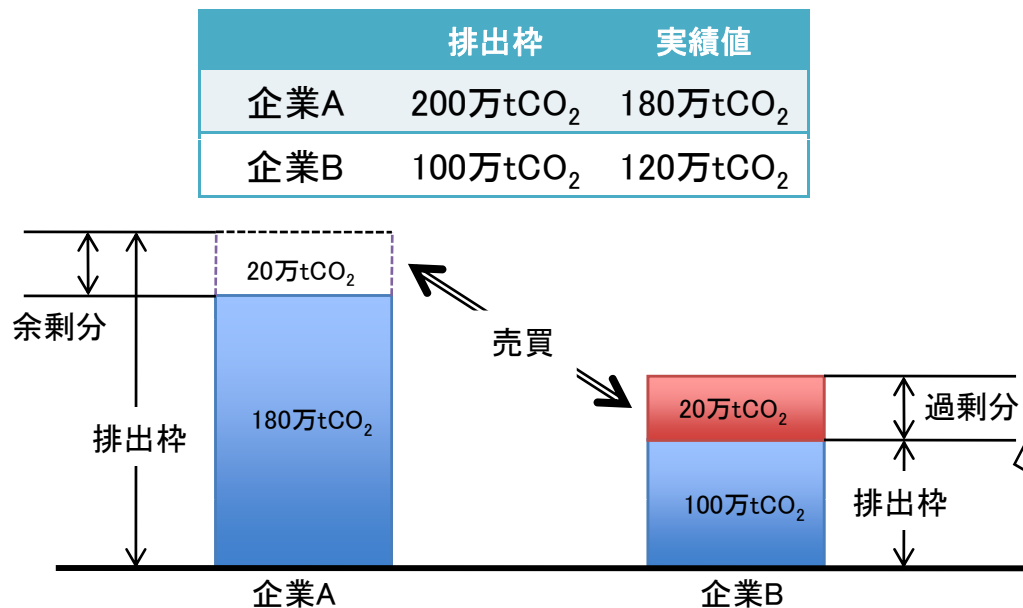 排出枠 実績値
企業A 200万tCO₂ 180万tCO₂
企業B 100万tCO₂ 120万tCO₂
20万tCO₂
余剰分
売買
180万tCO₂
排出枠
20万tCO₂
過剰分
100万tCO₂
排出枠
企業A
企業B